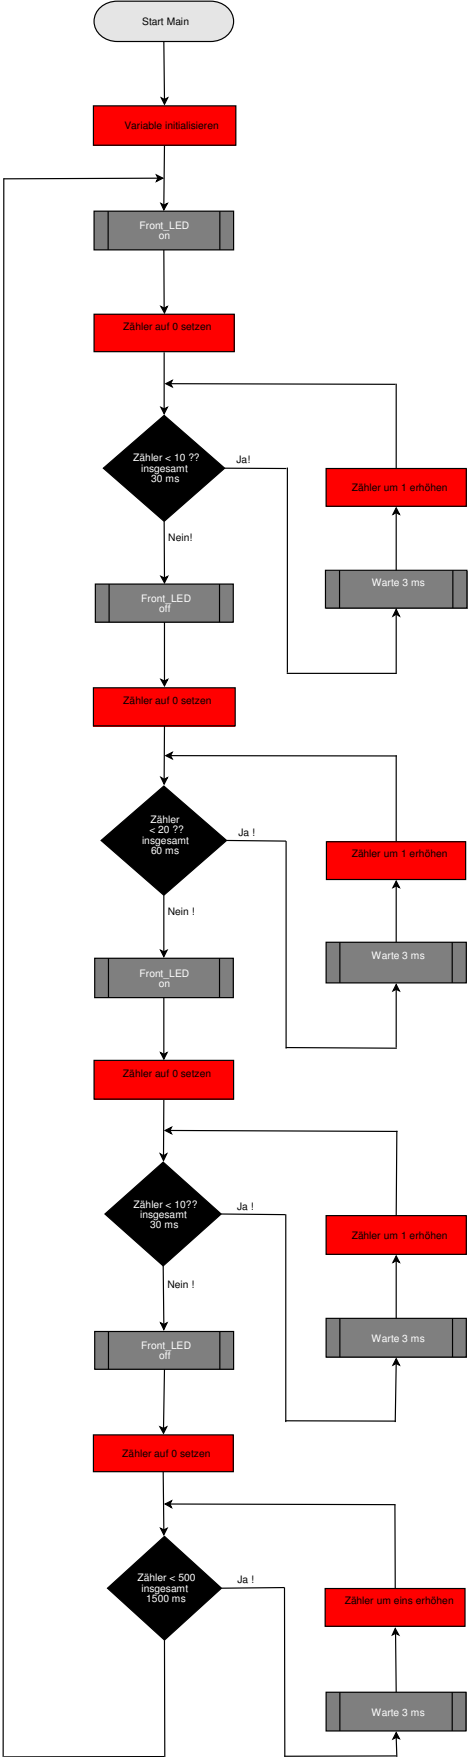 Start Main
Variable initialisieren
Front_LED
on
Zähler auf 0 setzen
Zähler < 10 ??
insgesamt
30 ms
Ja!
Zähler um 1 erhöhen
Warte 3 ms
Nein!
Front_LED
off
Zähler auf 0 setzen
Zähler
< 20 ??
insgesamt
60 ms
Ja !
Zähler um 1 erhöhen
Warte 3 ms
Nein !
Front_LED
on
Zähler auf 0 setzen
Zähler < 10??
insgesamt
30 ms
Ja !
Zähler um 1 erhöhen
Warte 3 ms
Nein !
Front_LED
off
Zähler auf 0 setzen
Zähler < 500
insgesamt
1500 ms
Ja !
Zähler um eins erhöhen
Warte 3 ms